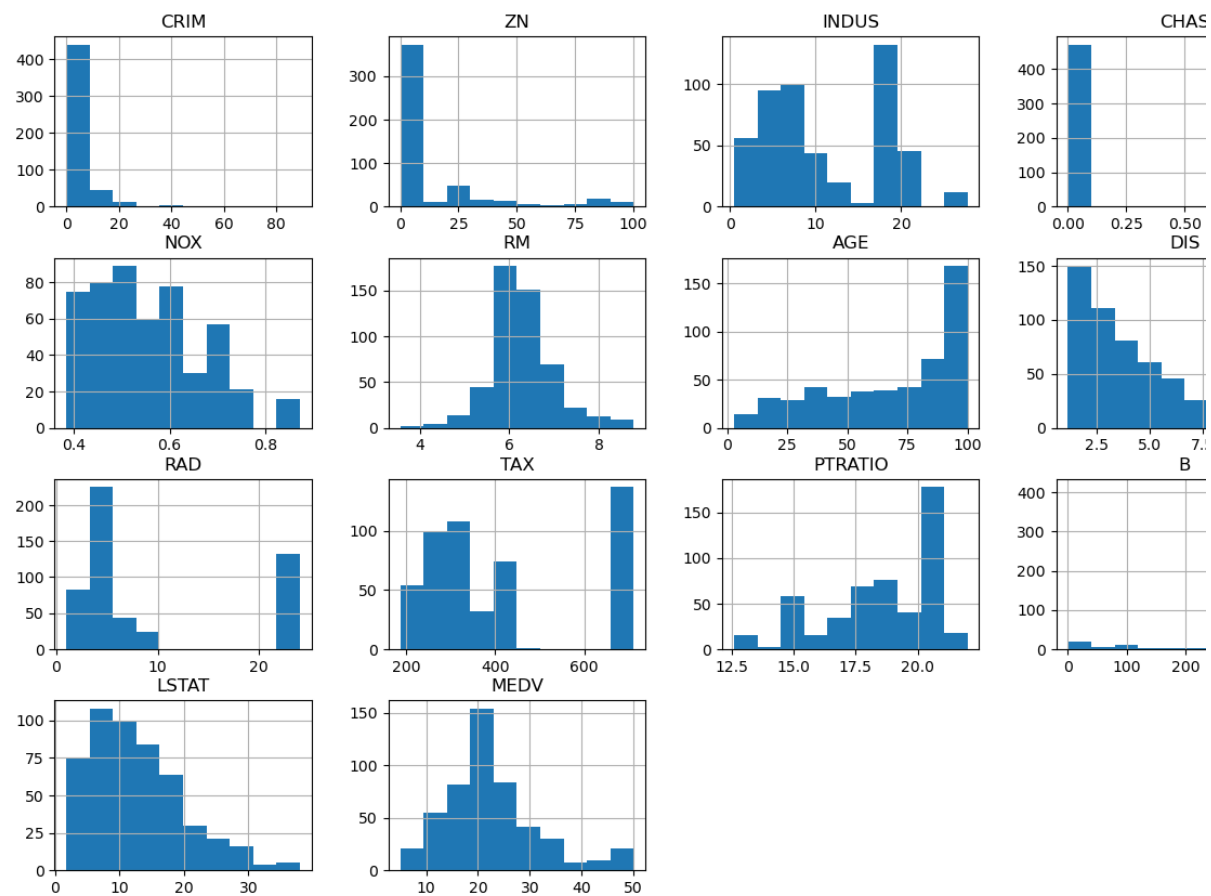 CRIM ZN INDUS CHAS
400 300 200 100 0
0 20 40 60 80
300 200 100 0
0 25 50 75 100
100 50 0
0 10 20
400 300 200 100 0
0.00 0.25 0.50
NOX RM AGE DIS
80 60 40 20 0
0.4 0.6 0.8
150 100 50 0
4 6 8
150 100 50 0
0 25 50 75 100
150 100 50 0
2.5 5.0 7.5
RAD TAX PTRATIO B
200 150 100 50 0
0 10 20
100 50 0
200 400 600
150 100 50 0
12.5 15.0 17.5 20.0
400 300 200 100 0
0 100 200
LSTAT MEDV
100 75 50 25 0
0 10 20 30
150 100 50 0
10 20 30 40 50